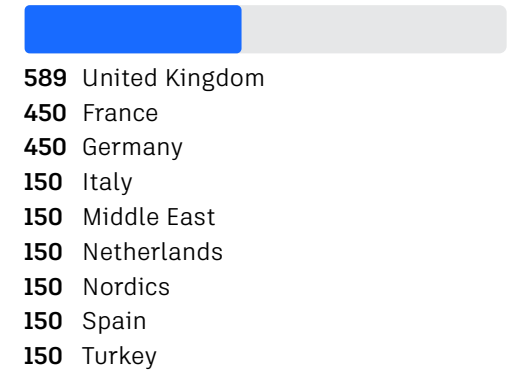 589 United Kingdom
450 France
450 Germany
150 Italy
150 Middle East
150 Netherlands
150 Nordics
150 Spain
150 Turkey